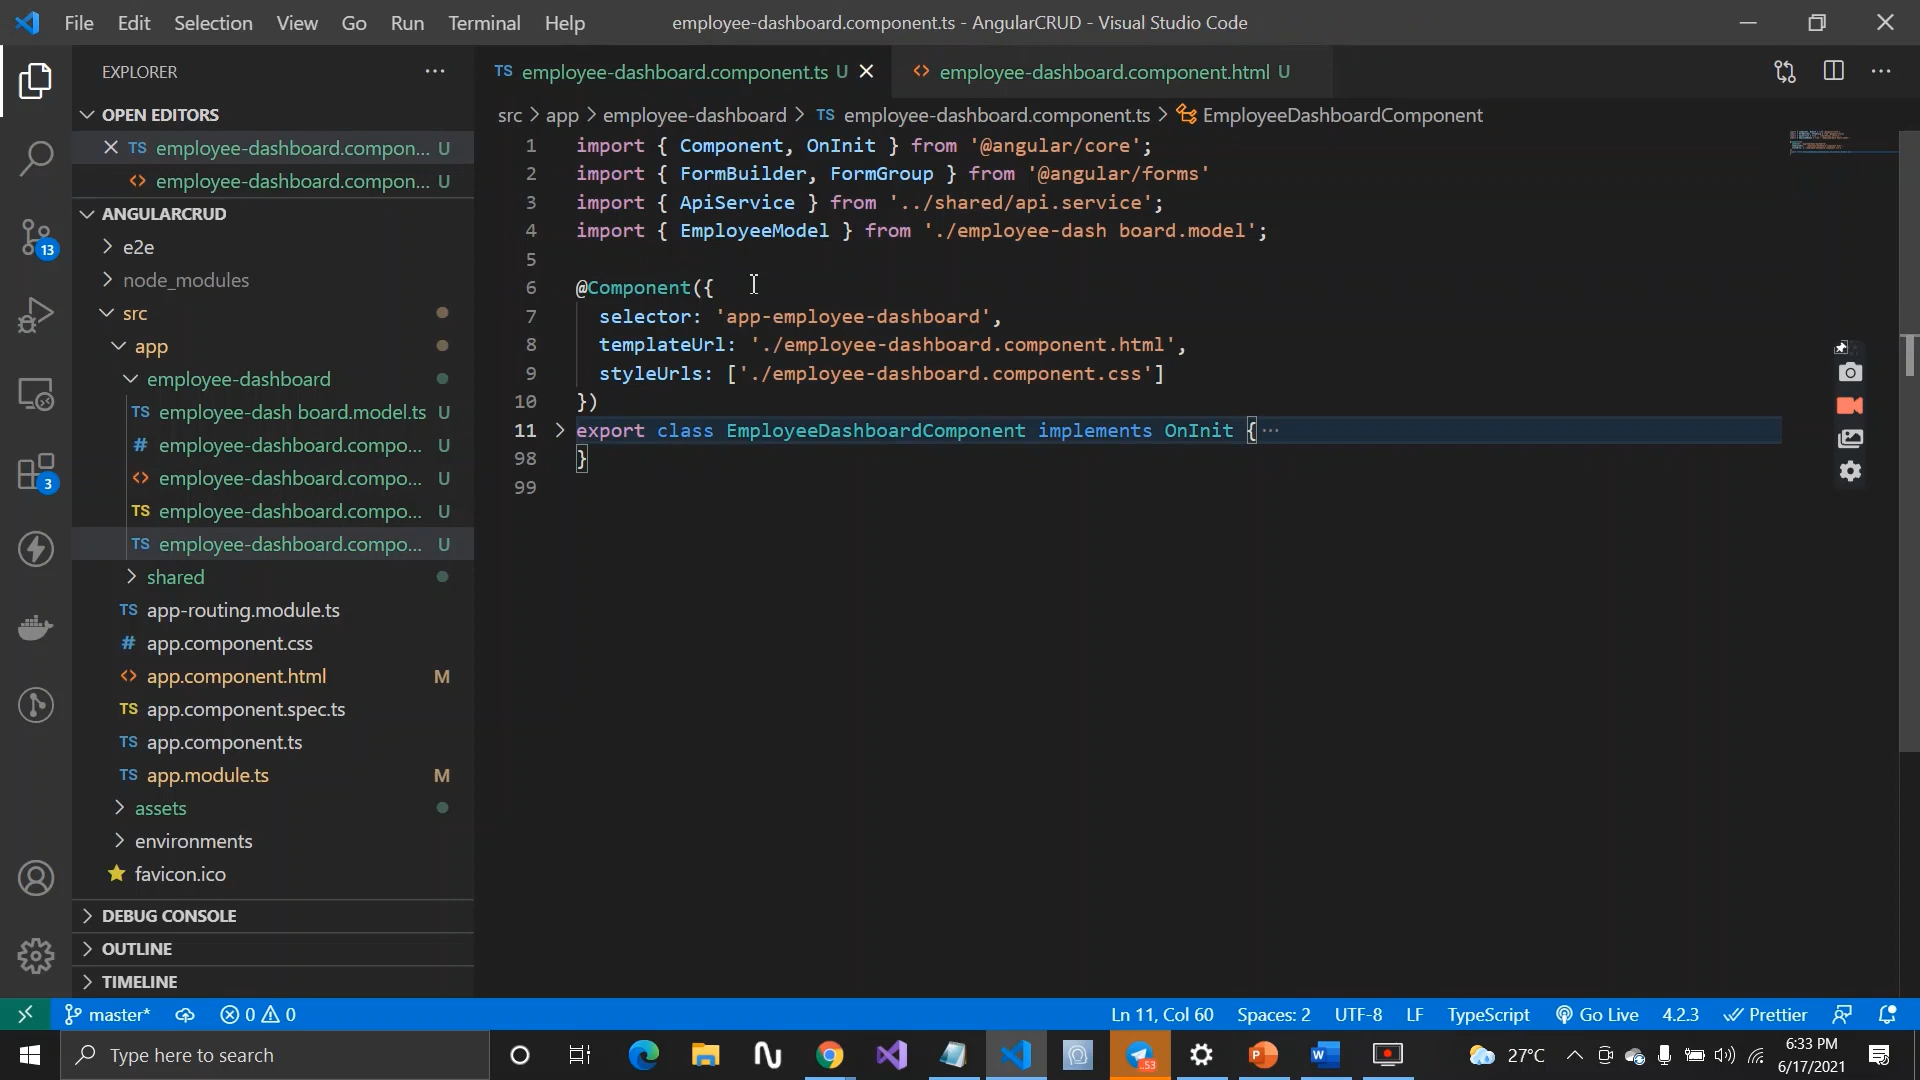 File Edit Selection View Go Run Terminal Help
employee-dashboard.component.ts - AngularCRUD - Visual Studio Code
EXPLORER
OPEN EDITORS
TS employee-dashboard.compon... U
<> employee-dashboard.compon... U
ANGULARCRUD
e2e
node_modules
src
app
employee-dashboard
TS employee-dash board.model.ts U
# employee-dashboard.compo... U
<> employee-dashboard.compo... U
TS employee-dashboard.compo... U
TS employee-dashboard.compo... U
shared
TS app-routing.module.ts
# app.component.css
<> app.component.html M
TS app.component.spec.ts
TS app.component.ts
TS app.module.ts M
assets
environments
favicon.ico
DEBUG CONSOLE
OUTLINE
TIMELINE
13
3
TS employee-dashboard.component.ts U
<> employee-dashboard.component.html U
src > app > employee-dashboard > TS employee-dashboard.component.ts > EmployeeDashboardComponent
1 import { Component, OnInit } from '@angular/core';
2 import { FormBuilder, FormGroup } from '@angular/forms'
3 import { ApiService } from '../shared/api.service';
4 import { EmployeeModel } from './employee-dash board.model';
5
6 @Component({
7 selector: 'app-employee-dashboard',
8 templateUrl: './employee-dashboard.component.html',
9 styleUrls: ['./employee-dashboard.component.css']
10 })
11 > export class EmployeeDashboardComponent implements OnInit { ...
98 }
99
master* 0 0
Ln 11, Col 60 Spaces: 2 UTF-8 LF TypeScript Go Live 4.2.3 Prettier
Type here to search
53
27°C
6:33 PM
6/17/2021